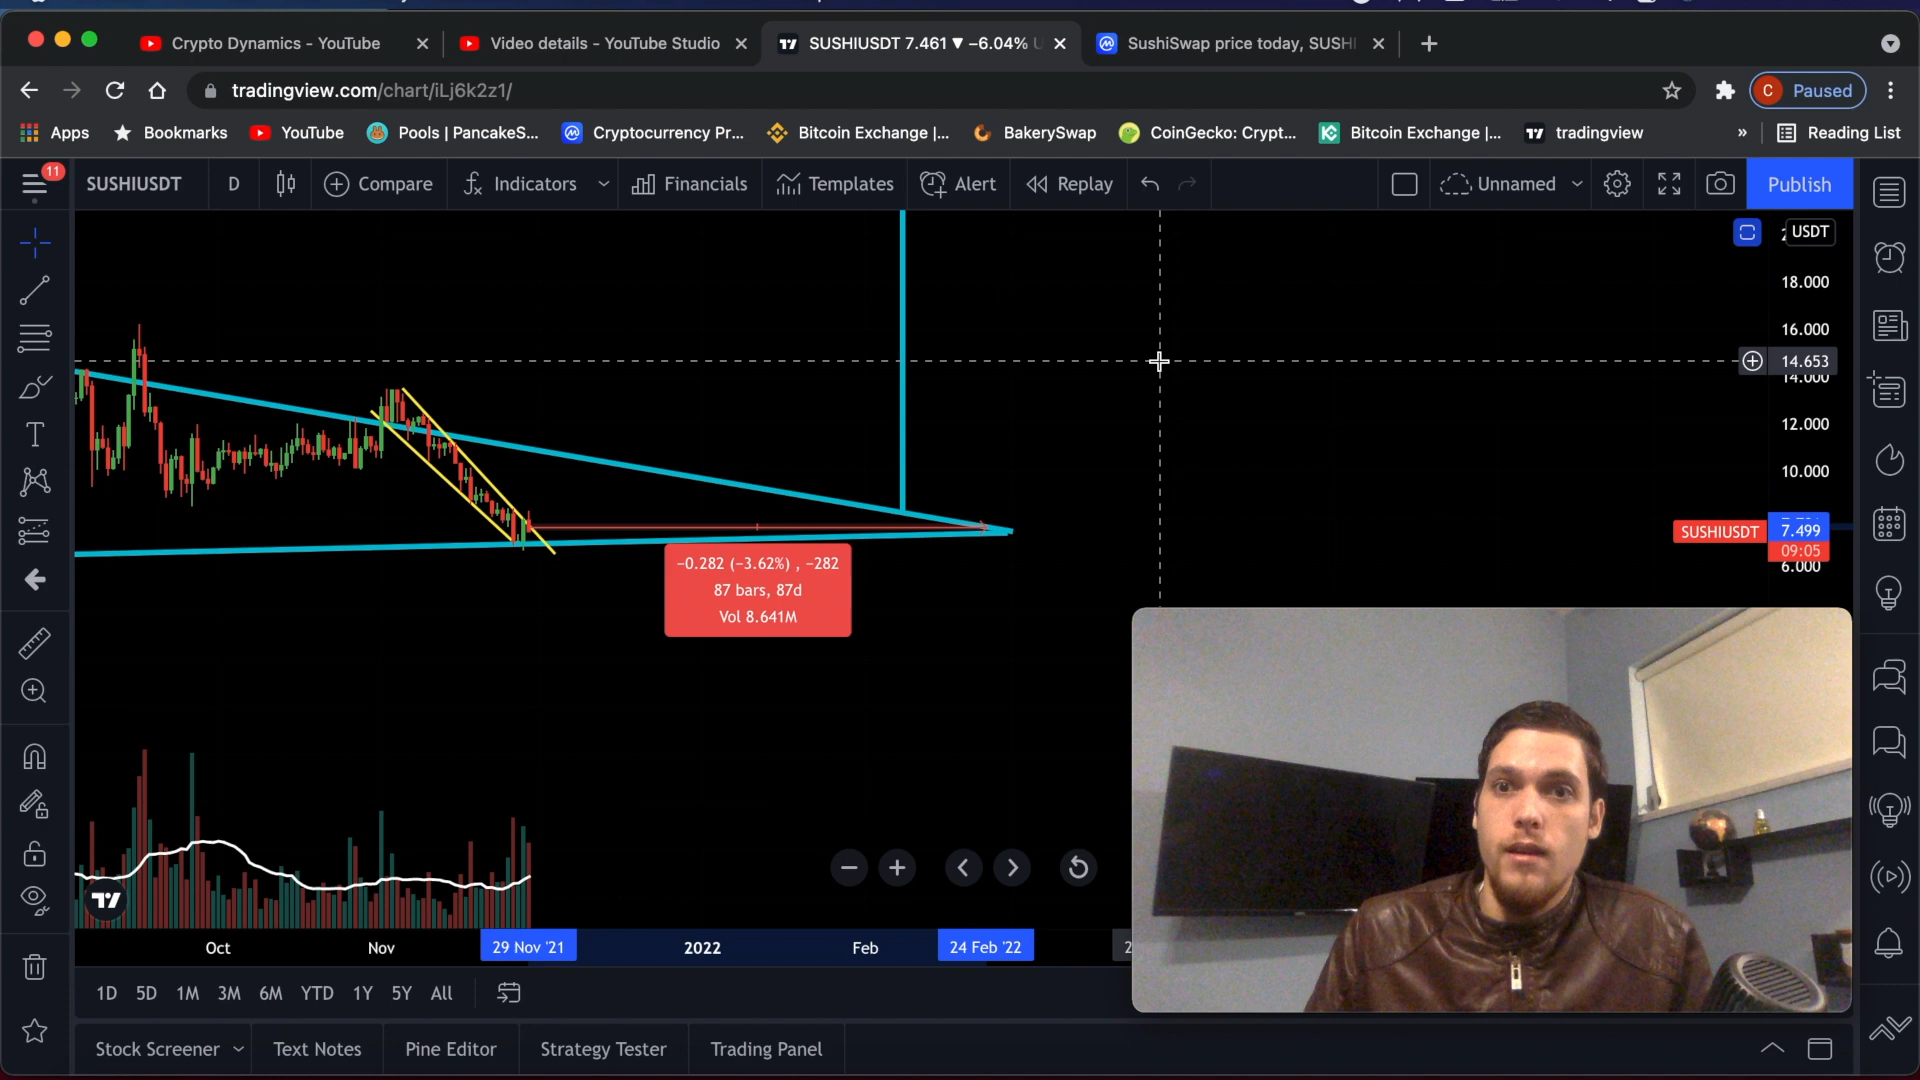 Crypto Dynamics - YouTube
Video details - YouTube Studio
SUSHIUSDT 7.461 ▼ −6.04% U
SushiSwap price today, SUSHI
tradingview.com/chart/iLj6k2z1/
C Paused
Apps
Bookmarks
YouTube
Pools | PancakeS...
Cryptocurrency Pr...
Bitcoin Exchange |...
BakerySwap
CoinGecko: Crypt...
Bitcoin Exchange |...
tradingview
»
Reading List
11
SUSHIUSDT
D
Compare
Indicators
Financials
Templates
Alert
Replay
Unnamed
Publish
USDT
18.000
16.000
14.653
14.000
12.000
10.000
SUSHIUSDT
7.499
09:05
6.000
−0.282 (−3.62%) , −282
87 bars, 87d
Vol 8.641M
Oct
Nov
29 Nov '21
2022
Feb
24 Feb '22
1D
5D
1M
3M
6M
YTD
1Y
5Y
All
Stock Screener
Text Notes
Pine Editor
Strategy Tester
Trading Panel